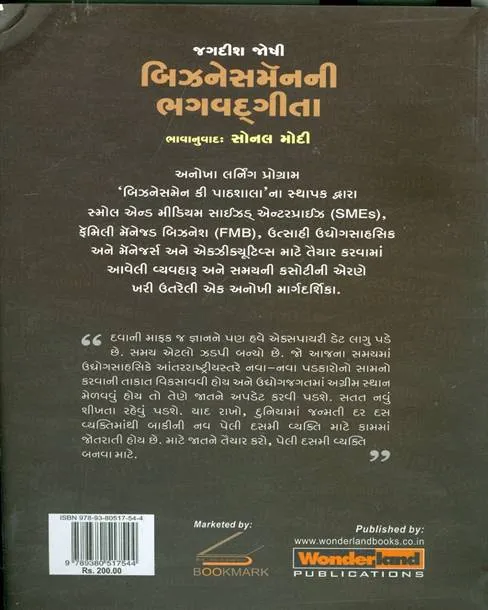 જગદીશ જોષી
બિઝનેસમૅનની
ભગવદ્ગીતા
ભાવાનુવાદઃ સોનલ મોદી
અનોખા લર્નિંગ પ્રોગ્રામ
‘બિઝનેસમેન કી પાઠશાલા’ના સ્થાપક દ્વારા
સ્મોલ એન્ડ મીડિયમ સાઈઝ્ડ એન્ટરપ્રાઈઝ (SMEs),
ફૅમિલી મૅનેજ્ડ બિઝનેશ (FMB), ઉત્સાહી ઉદ્યોગસાહસિક
અને મૅનેજર્સ અને એક્ઝીક્યૂટિવ્સ માટે તૈયાર કરવામાં
આવેલી વ્યવહારૂ અને સમયની કસોટીની એરણે
ખરી ઉતરેલી એક અનોખી માર્ગદર્શિકા.
“ દવાની માફક જ જ્ઞાનને પણ હવે એક્સપાયરી ડેટ લાગુ પડે
છે. સમય એટલો ઝડપી બન્યો છે. જો આજના સમયમાં
ઉદ્યોગસાહસિકે આંતરરાષ્ટ્રીયસ્તરે નવા–નવા પડકારોનો સામનો
કરવાની તાકાત વિકસાવવી હોય અને ઉદ્યોગજગતમાં અગ્રીમ સ્થાન
મેળવવું હોય તો તેણે જાતને અપડેટ કરવી પડશે. સતત નવું
શીખતા રહેવું પડશે. યાદ રાખો, દુનિયામાં જન્મતી દર દસ
વ્યક્તિમાંથી બાકીની નવ પેલી દસમી વ્યક્તિ માટે કામમાં
જોતરાતી હોય છે. માટે જાતને તૈયાર કરો, પેલી દસમી વ્યક્તિ
બનવા માટે. ”
ISBN 978-93-80517-54-4
9 789380 517544
Rs. 200.00
Marketed by:
BOOKMARK
Published by:
www.wonderlandbooks.co.in
Wonderland
PUBLICATIONS